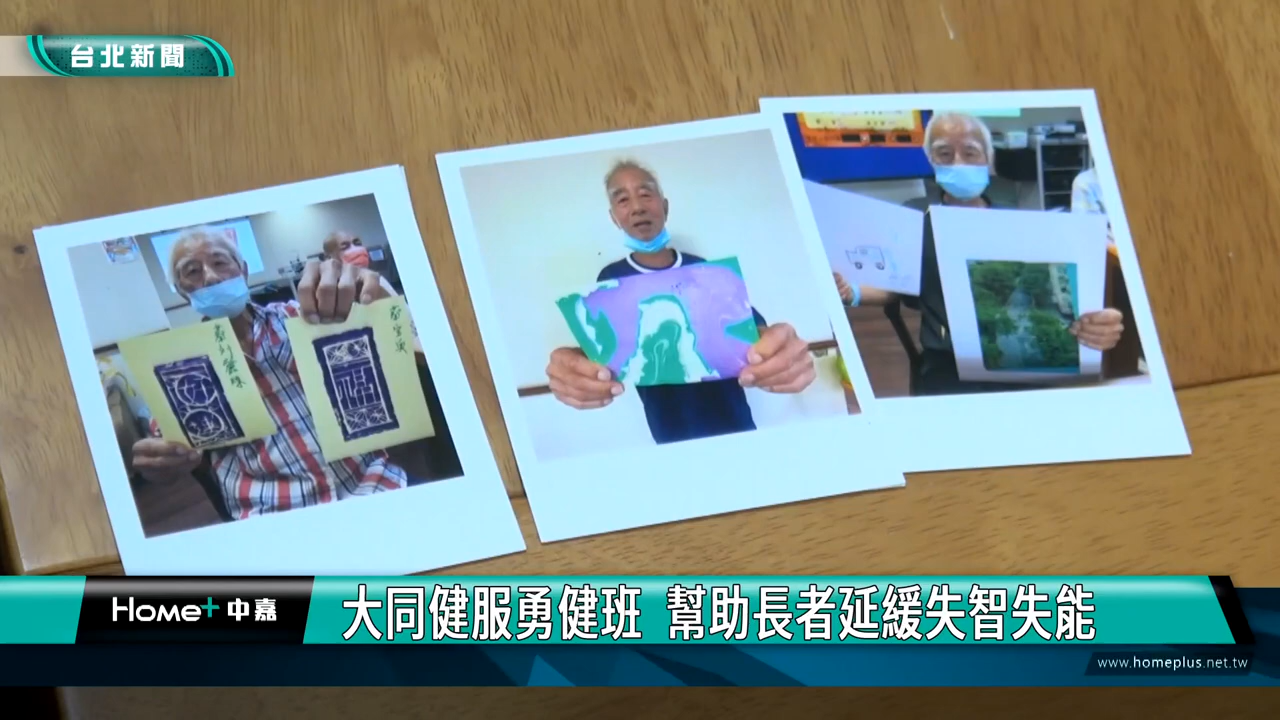 台北新聞
福
Home+中嘉
大同健服勇健班 幫助長者延緩失智失能
www.homeplus.net.tw